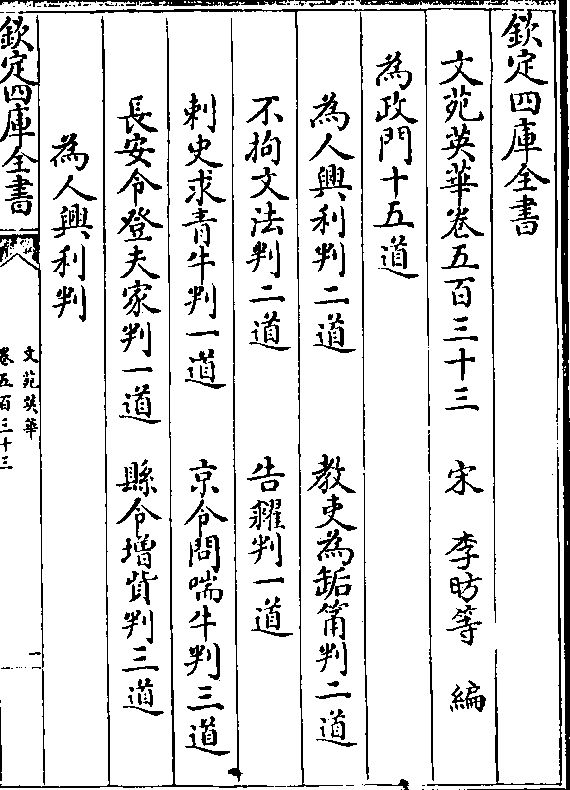 欽定四庫全書
文苑英華卷五百三十三 宋 李昉等 編
為政門十五道
為人興利判二道 教吏為缿筩判二道
不拘文法判二道 告糴判一道
刺史求青牛判一道 京令問喘牛判三道
長安令登夫家判一道 縣令增貲判三道
為人興利判
欽定四庫全書
文苑英華
卷五百三十三
一